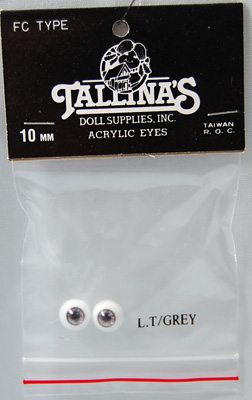 FC TYPE
TALLINA'S
DOLL SUPPLIES, INC.
10 MM
ACRYLIC EYES
TAIWAN
R.O.C.
L.T/GREY